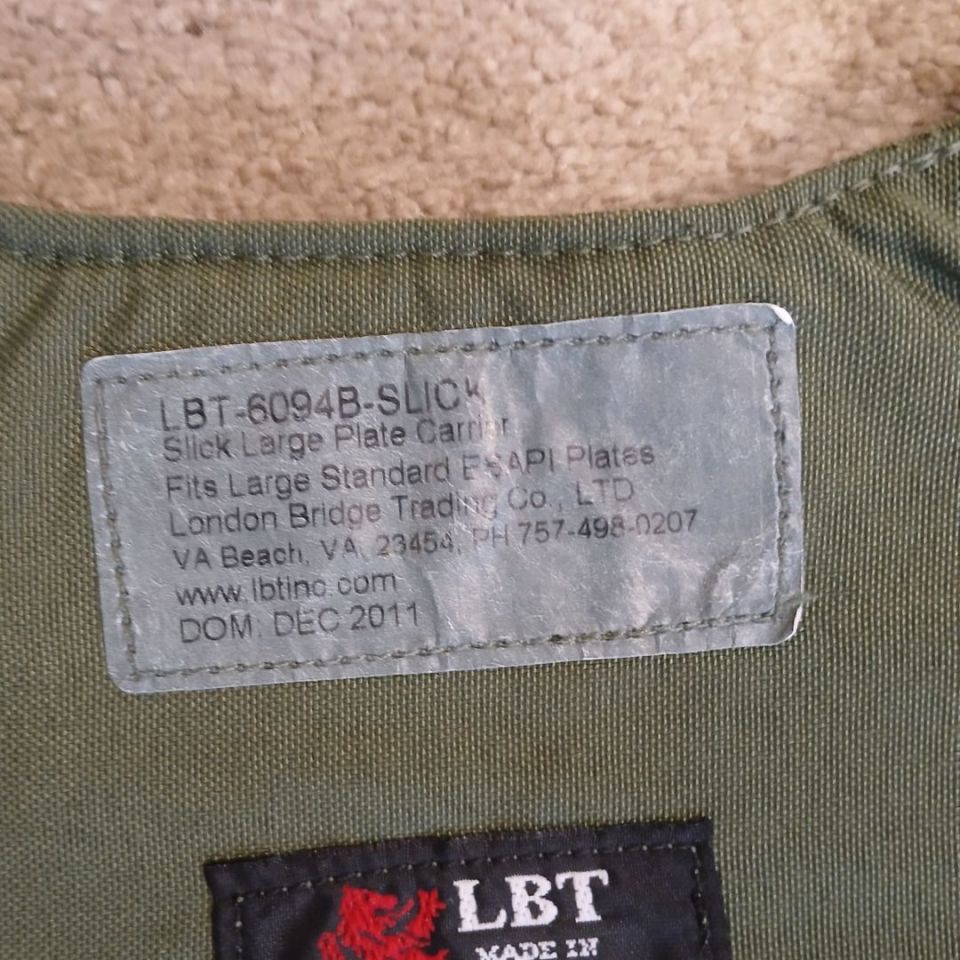 LBT-6094B-SLICK
Slick Large Plate Carrier
Fits Large Standard ESAPI Plates
London Bridge Trading Co., LTD
VA Beach, VA, 23454, PH 757-498-0207
www.lbtinc.com
DOM: DEC 2011
LBT
MADE IN